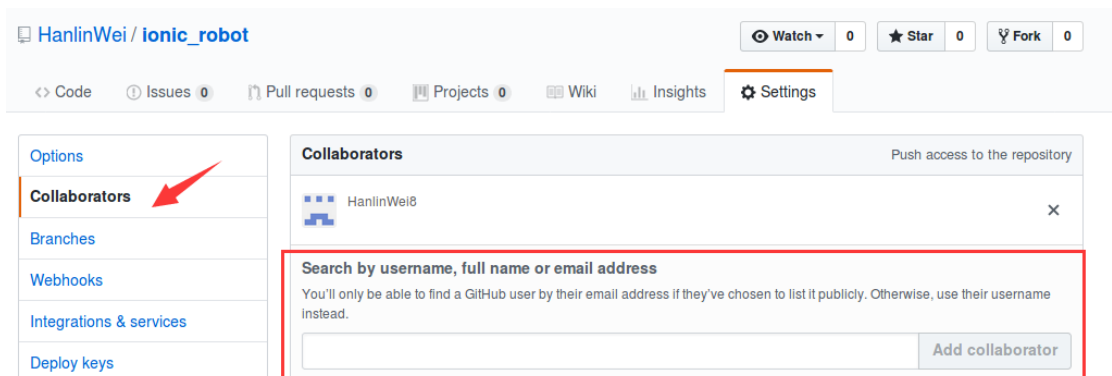 HanlinWei / ionic_robot
Watch 0
Star 0
Fork 0
Code
Issues 0
Pull requests 0
Projects 0
Wiki
Insights
Settings
Options
Collaborators
Branches
Webhooks
Integrations & services
Deploy keys
Collaborators
Push access to the repository
HanlinWei8
Search by username, full name or email address
You'll only be able to find a GitHub user by their email address if they've chosen to list it publicly. Otherwise, use their username
instead.
Add collaborator